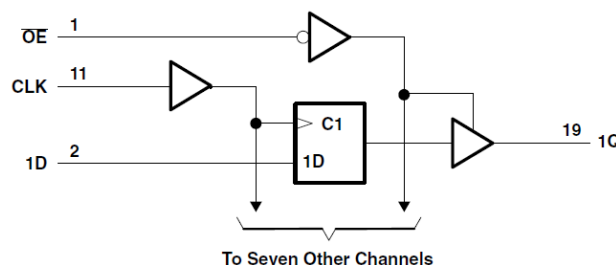 OE 1
CLK 11
C1
1D 2 1D
19 1Q
To Seven Other Channels